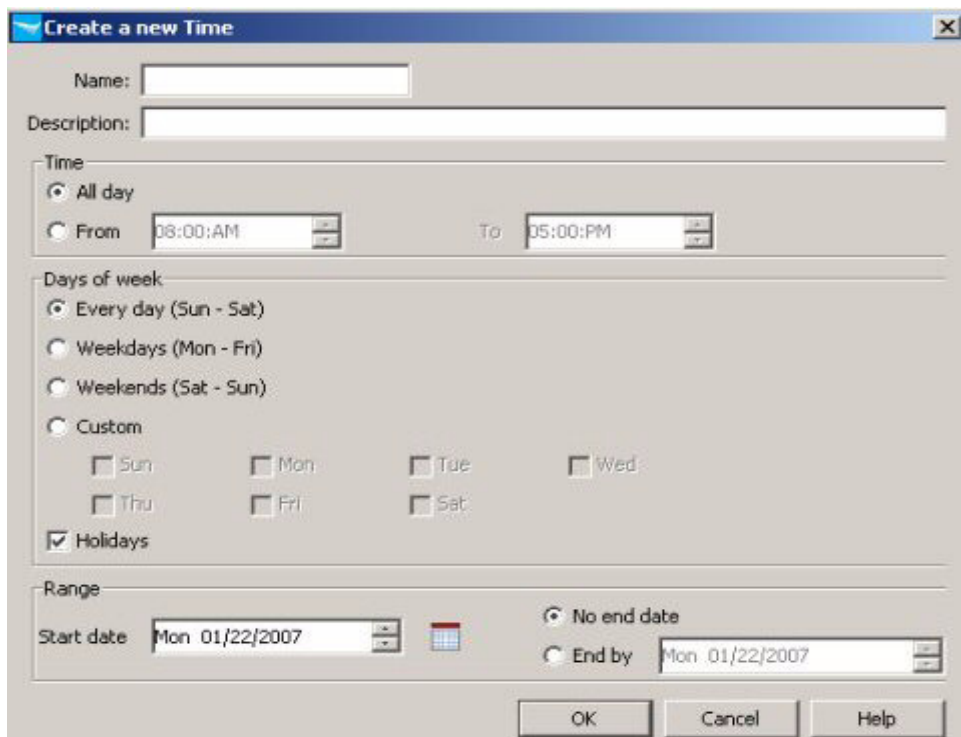 Create a new Time
Name:
Description:
Time
All day
From 08:00:AM To 05:00:PM
Days of week
Every day (Sun - Sat)
Weekdays (Mon - Fri)
Weekends (Sat - Sun)
Custom
Sun Mon Tue Wed
Thu Fri Sat
Holidays
Range
Start date Mon 01/22/2007
No end date
End by Mon 01/22/2007
OK Cancel Help